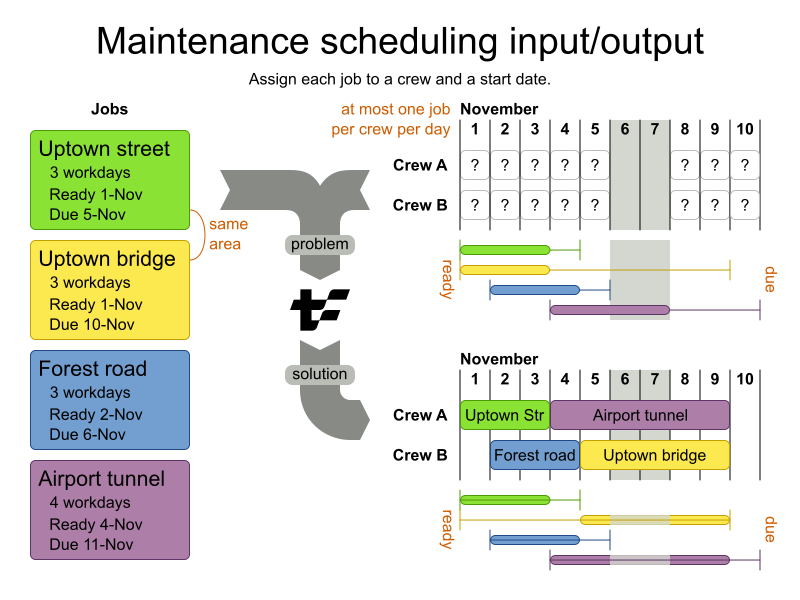 Maintenance scheduling input/output
Assign each job to a crew and a start date.
Jobs
Uptown street
3 workdays
Ready 1-Nov
Due 5-Nov
same
area
Uptown bridge
3 workdays
Ready 1-Nov
Due 10-Nov
Forest road
3 workdays
Ready 2-Nov
Due 6-Nov
Airport tunnel
4 workdays
Ready 4-Nov
Due 11-Nov
problem
solution
at most one job
per crew per day
November
1 2 3 4 5 6 7 8 9 10
Crew A ? ? ? ? ? ? ? ?
Crew B ? ? ? ? ? ? ? ?
ready
due
November
1 2 3 4 5 6 7 8 9 10
Crew A Uptown Str Airport tunnel
Crew B Forest road Uptown bridge
ready
due